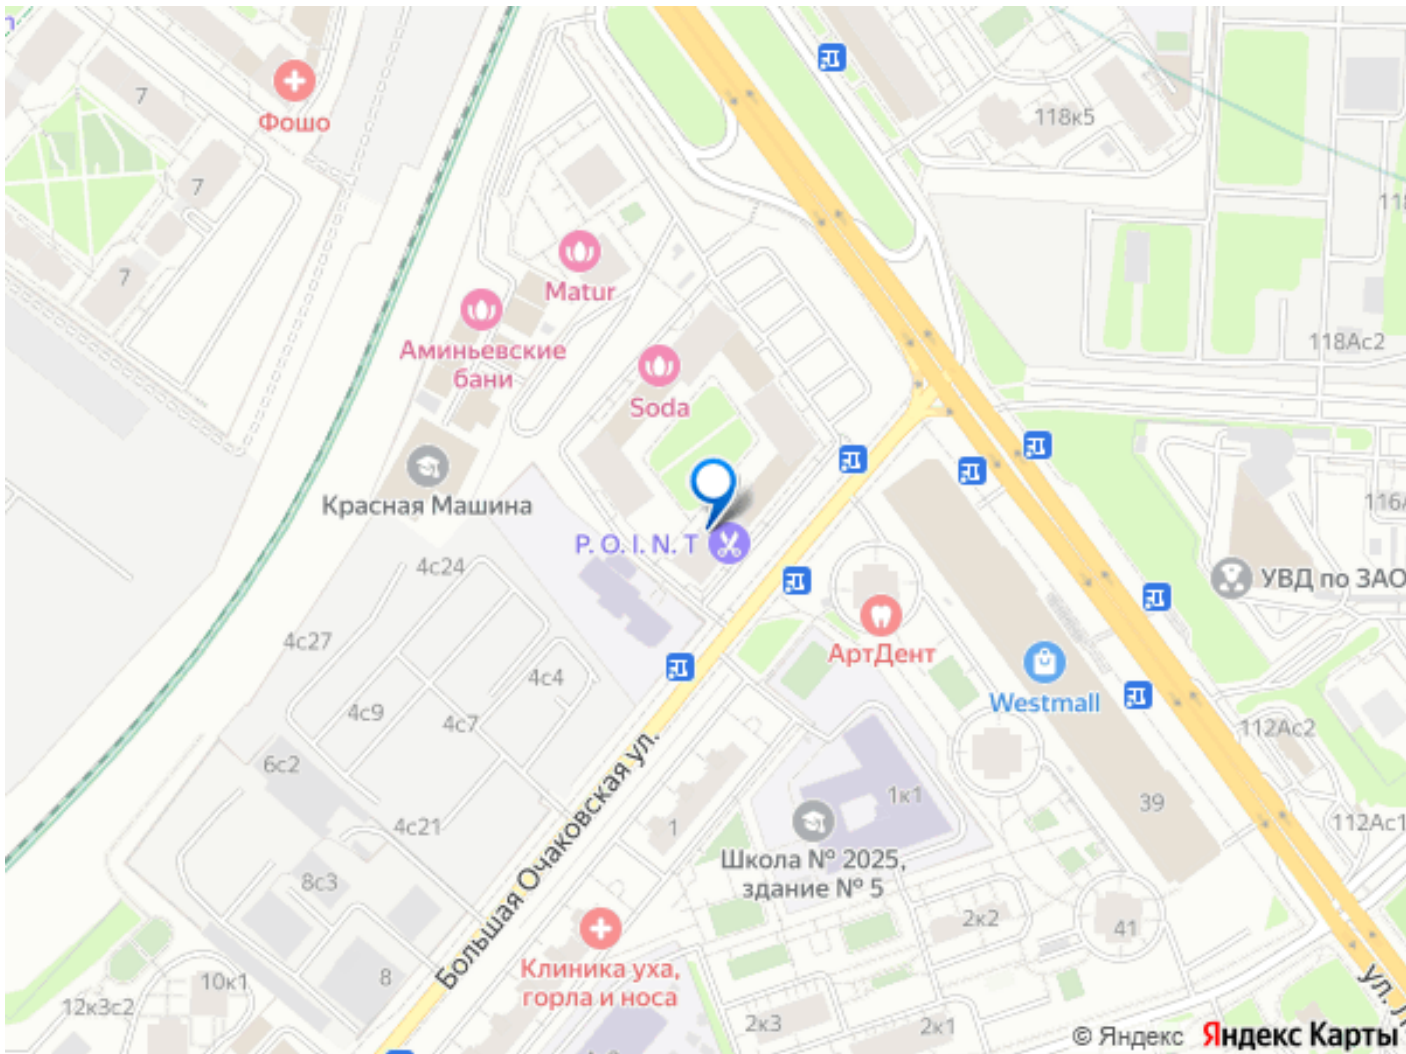 7
Фошо
7
7
118к5
118Ас2
Matur
Аминьевские
бани
Soda
Красная Машина
P. O. I. N. T
4с24
4с27
4с4
4с9
4с7
6с2
4с21
8с3
8
10к1
12к3с2
Большая Очаковская ул.
УВД по ЗАО
АртДент
Westmall
112Ас2
112Ас1
39
1к1
1
Школа № 2025,
здание № 5
2к2
41
Клиника уха,
горла и носа
2к3
2к1
ул.
© Яндекс Яндекс Карты